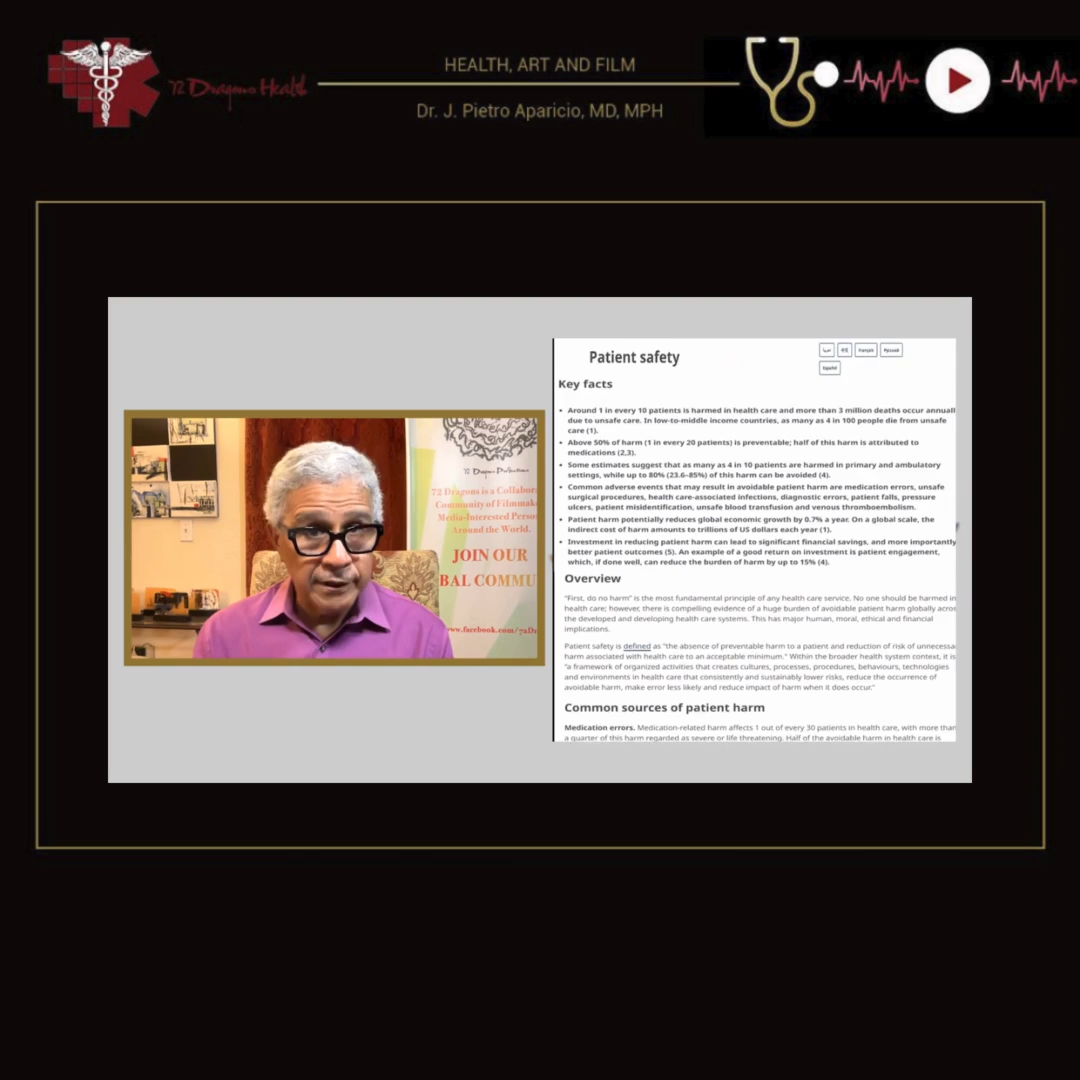 72 Dragons Health
HEALTH, ART AND FILM
Dr. J. Pietro Aparicio, MD, MPH
72 Dragons
72 Dragons is a Collabor
Community of Filmmak
Media-Interested Perso
Around the World.
JOIN OUR
BAL COMMU
www.facebook.com/72D
Patient safety
Français
Русский
Español
Key facts
• Around 1 in every 10 patients is harmed in health care and more than 3 million deaths occur annuall
due to unsafe care. In low-to-middle income countries, as many as 4 in 100 people die from unsafe
care (1).
• Above 50% of harm (1 in every 20 patients) is preventable; half of this harm is attributed to
medications (2,3).
• Some estimates suggest that as many as 4 in 10 patients are harmed in primary and ambulatory
settings, while up to 80% (23.6–85%) of this harm can be avoided (4).
• Common adverse events that may result in avoidable patient harm are medication errors, unsafe
surgical procedures, health care-associated infections, diagnostic errors, patient falls, pressure
ulcers, patient misidentification, unsafe blood transfusion and venous thromboembolism.
• Patient harm potentially reduces global economic growth by 0.7% a year. On a global scale, the
indirect cost of harm amounts to trillions of US dollars each year (1).
• Investment in reducing patient harm can lead to significant financial savings, and more importantly
better patient outcomes (5). An example of a good return on investment is patient engagement,
which, if done well, can reduce the burden of harm by up to 15% (4).
Overview
“First, do no harm” is the most fundamental principle of any health care service. No one should be harmed in
health care; however, there is compelling evidence of a huge burden of avoidable patient harm globally acros
the developed and developing health care systems. This has major human, moral, ethical and financial
implications.
Patient safety is defined as “the absence of preventable harm to a patient and reduction of risk of unnecessa
harm associated with health care to an acceptable minimum.” Within the broader health system context, it is
“a framework of organized activities that creates cultures, processes, procedures, behaviours, technologies
and environments in health care that consistently and sustainably lower risks, reduce the occurrence of
avoidable harm, make error less likely and reduce impact of harm when it does occur.”
Common sources of patient harm
Medication errors. Medication-related harm affects 1 out of every 30 patients in health care, with more than
a quarter of this harm regarded as severe or life threatening. Half of the avoidable harm in health care is